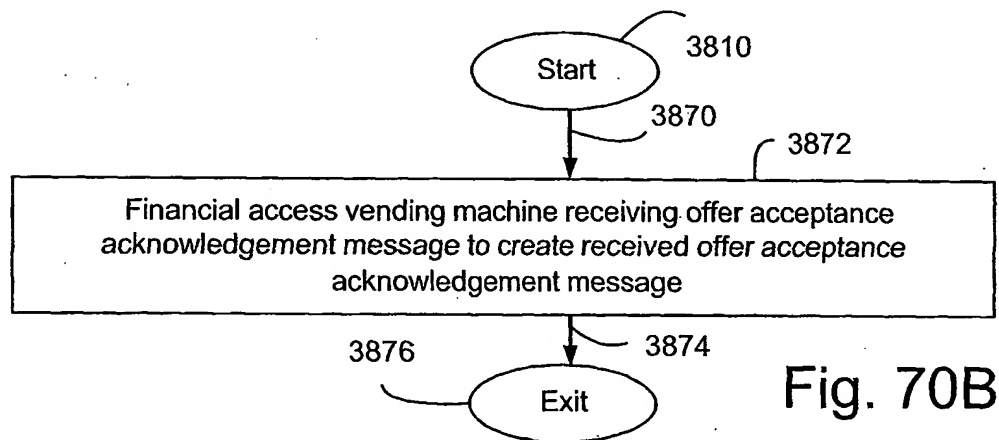 3810
Start
3870
3872
Financial access vending machine receiving offer acceptance
acknowledgement message to create received offer acceptance
acknowledgement message
3876
3874
Exit
Fig. 70B